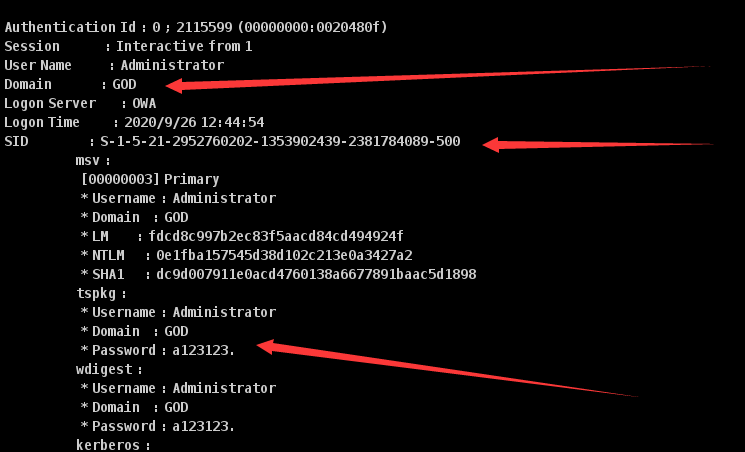 Authentication Id : 0 ; 2115599 (00000000:0020480f)
Session : Interactive from 1
User Name : Administrator
Domain : GOD
Logon Server : OWA
Logon Time : 2020/9/26 12:44:54
SID : S-1-5-21-2952760202-1353902439-2381784089-500
msv :
[00000003] Primary
* Username : Administrator
* Domain : GOD
* LM : fdcd8c997b2ec83f5aacd84cd494924f
* NTLM : 0e1fba157545d38d102c213e0a3427a2
* SHA1 : dc9d007911e0acd4760138a6677891baac5d1898
tspkg :
* Username : Administrator
* Domain : GOD
* Password : a123123.
wdigest :
* Username : Administrator
* Domain : GOD
* Password : a123123.
kerberos :